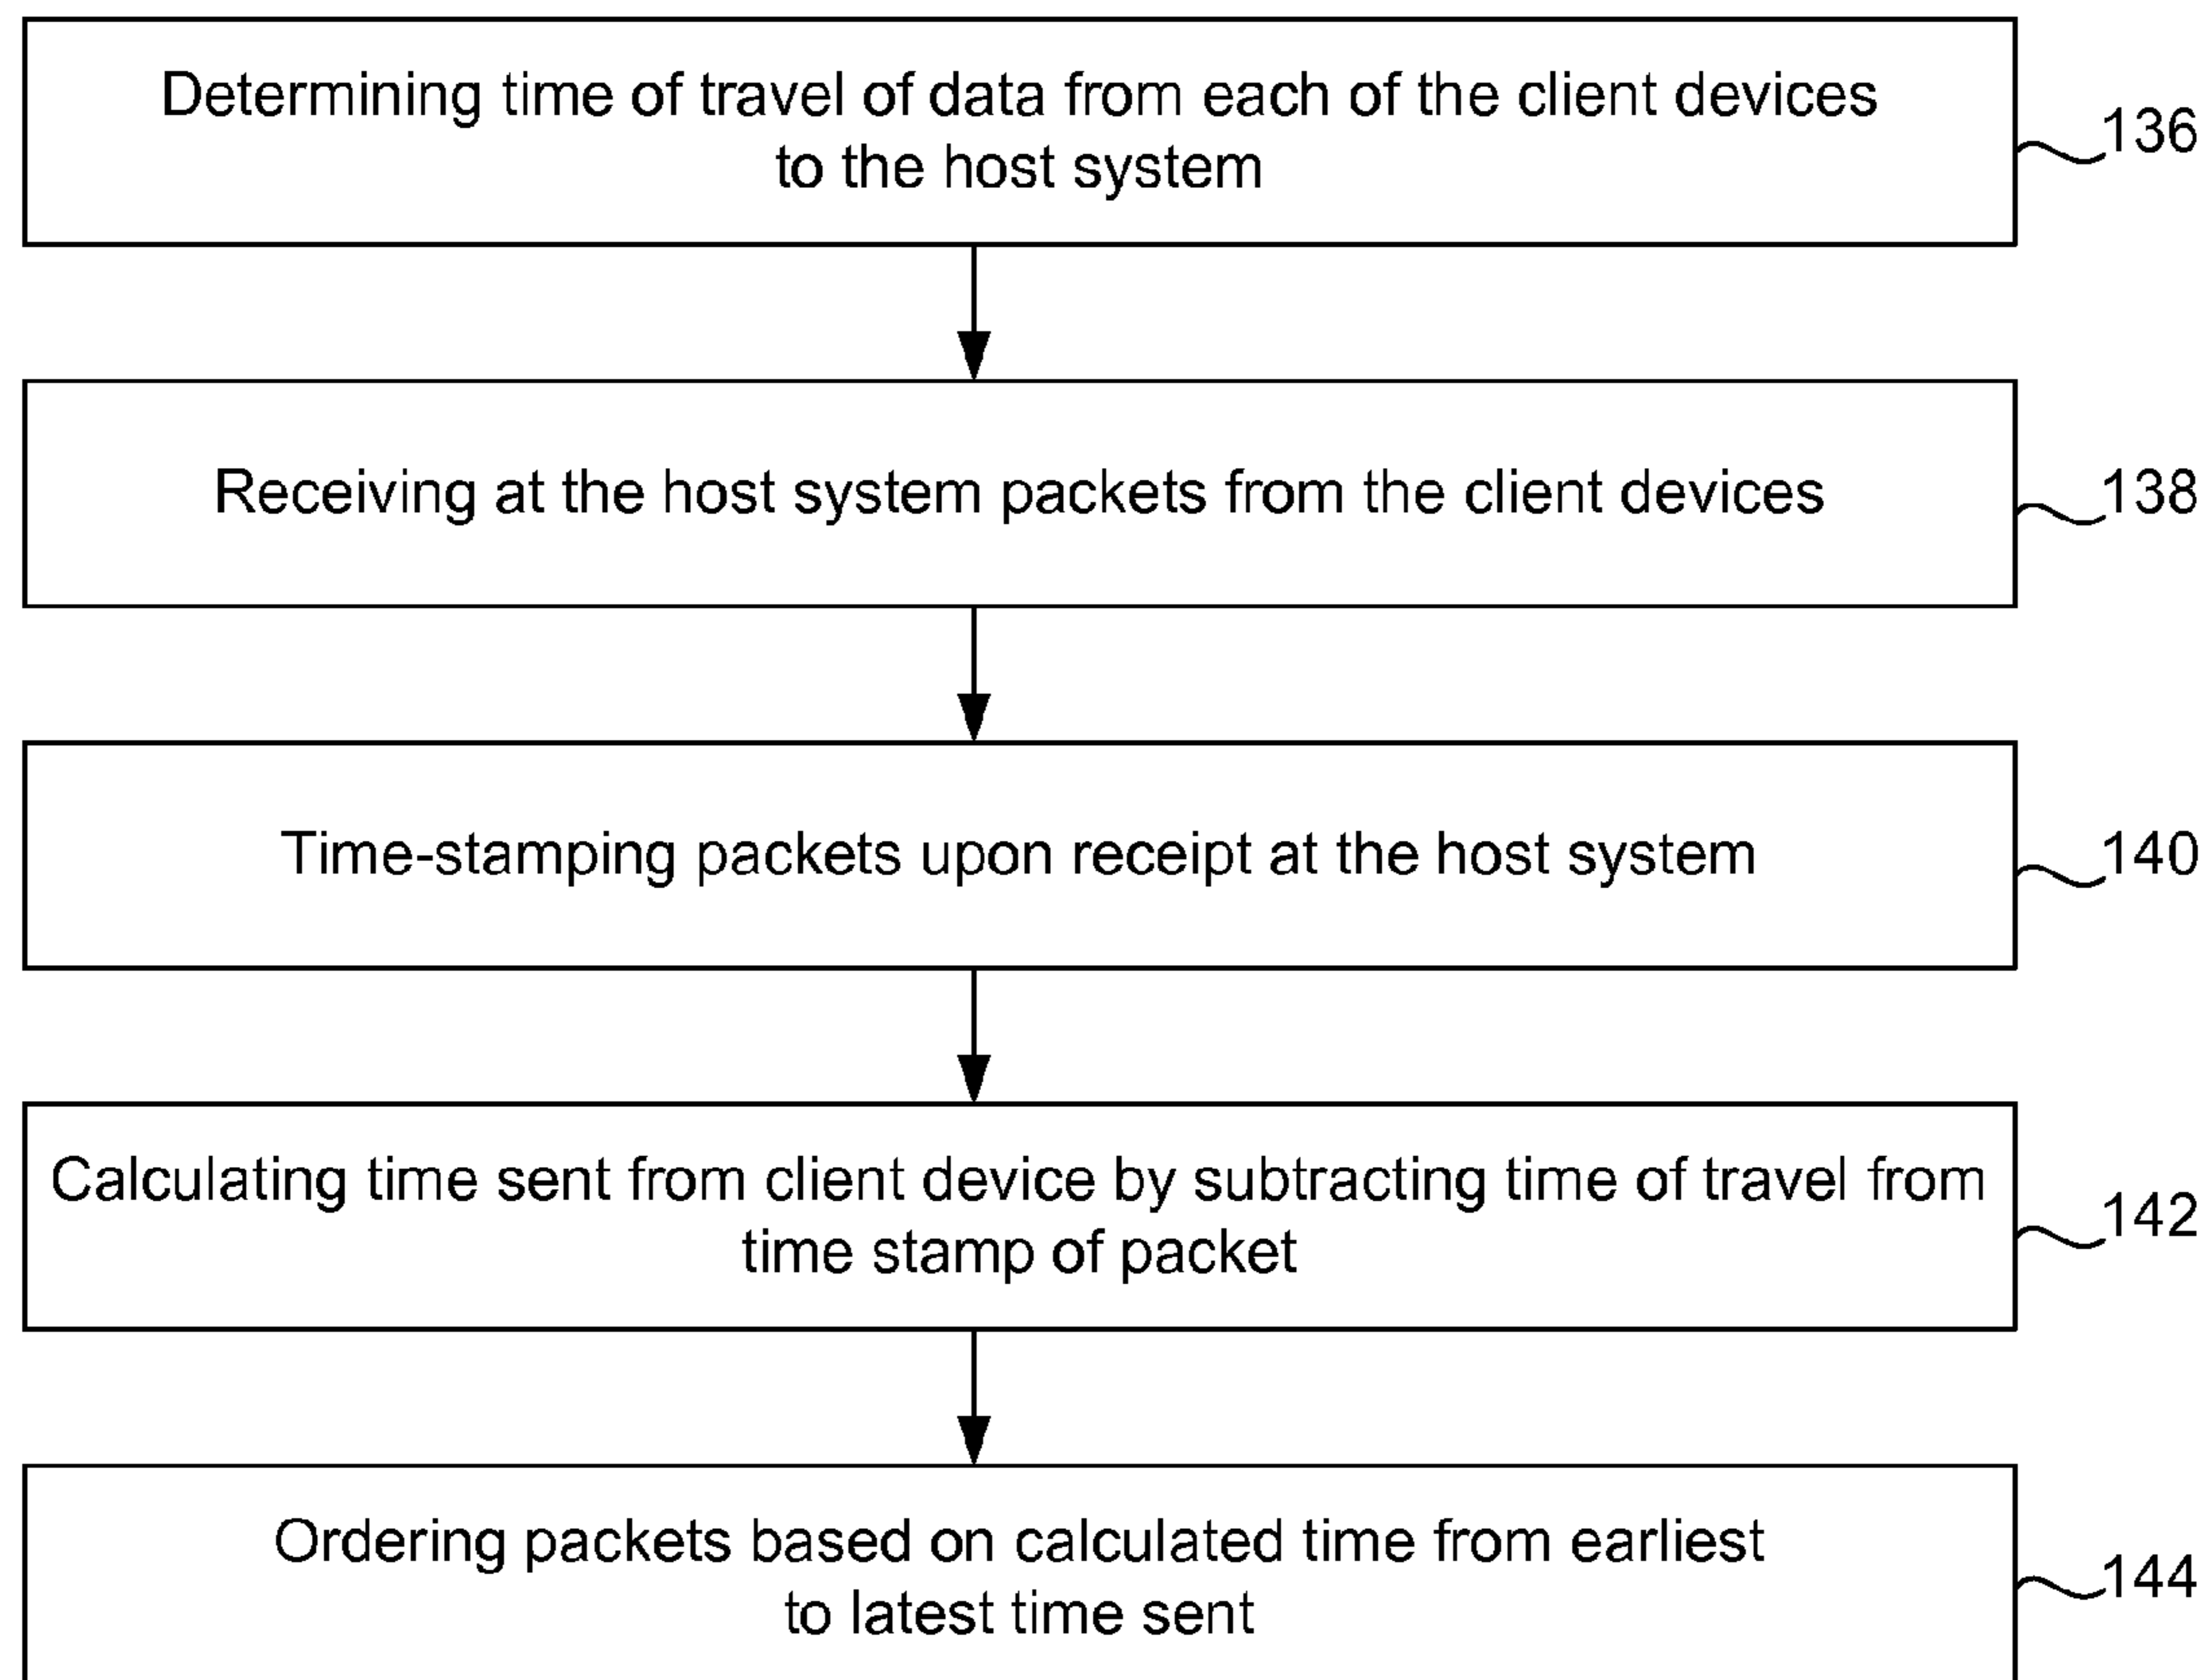 Determining time of travel of data from each of the client devices
to the host system
136
Receiving at the host system packets from the client devices
138
Time-stamping packets upon receipt at the host system
140
Calculating time sent from client device by subtracting time of travel from
time stamp of packet
142
Ordering packets based on calculated time from earliest
to latest time sent
144